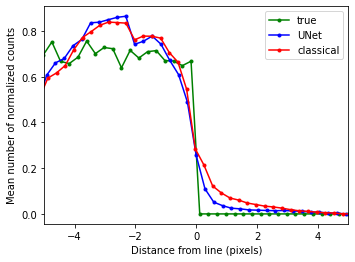 true
UNet
classical
Mean number of normalized counts
0.8
0.6
0.4
0.2
0.0
−4 −2 0 2 4
Distance from line (pixels)